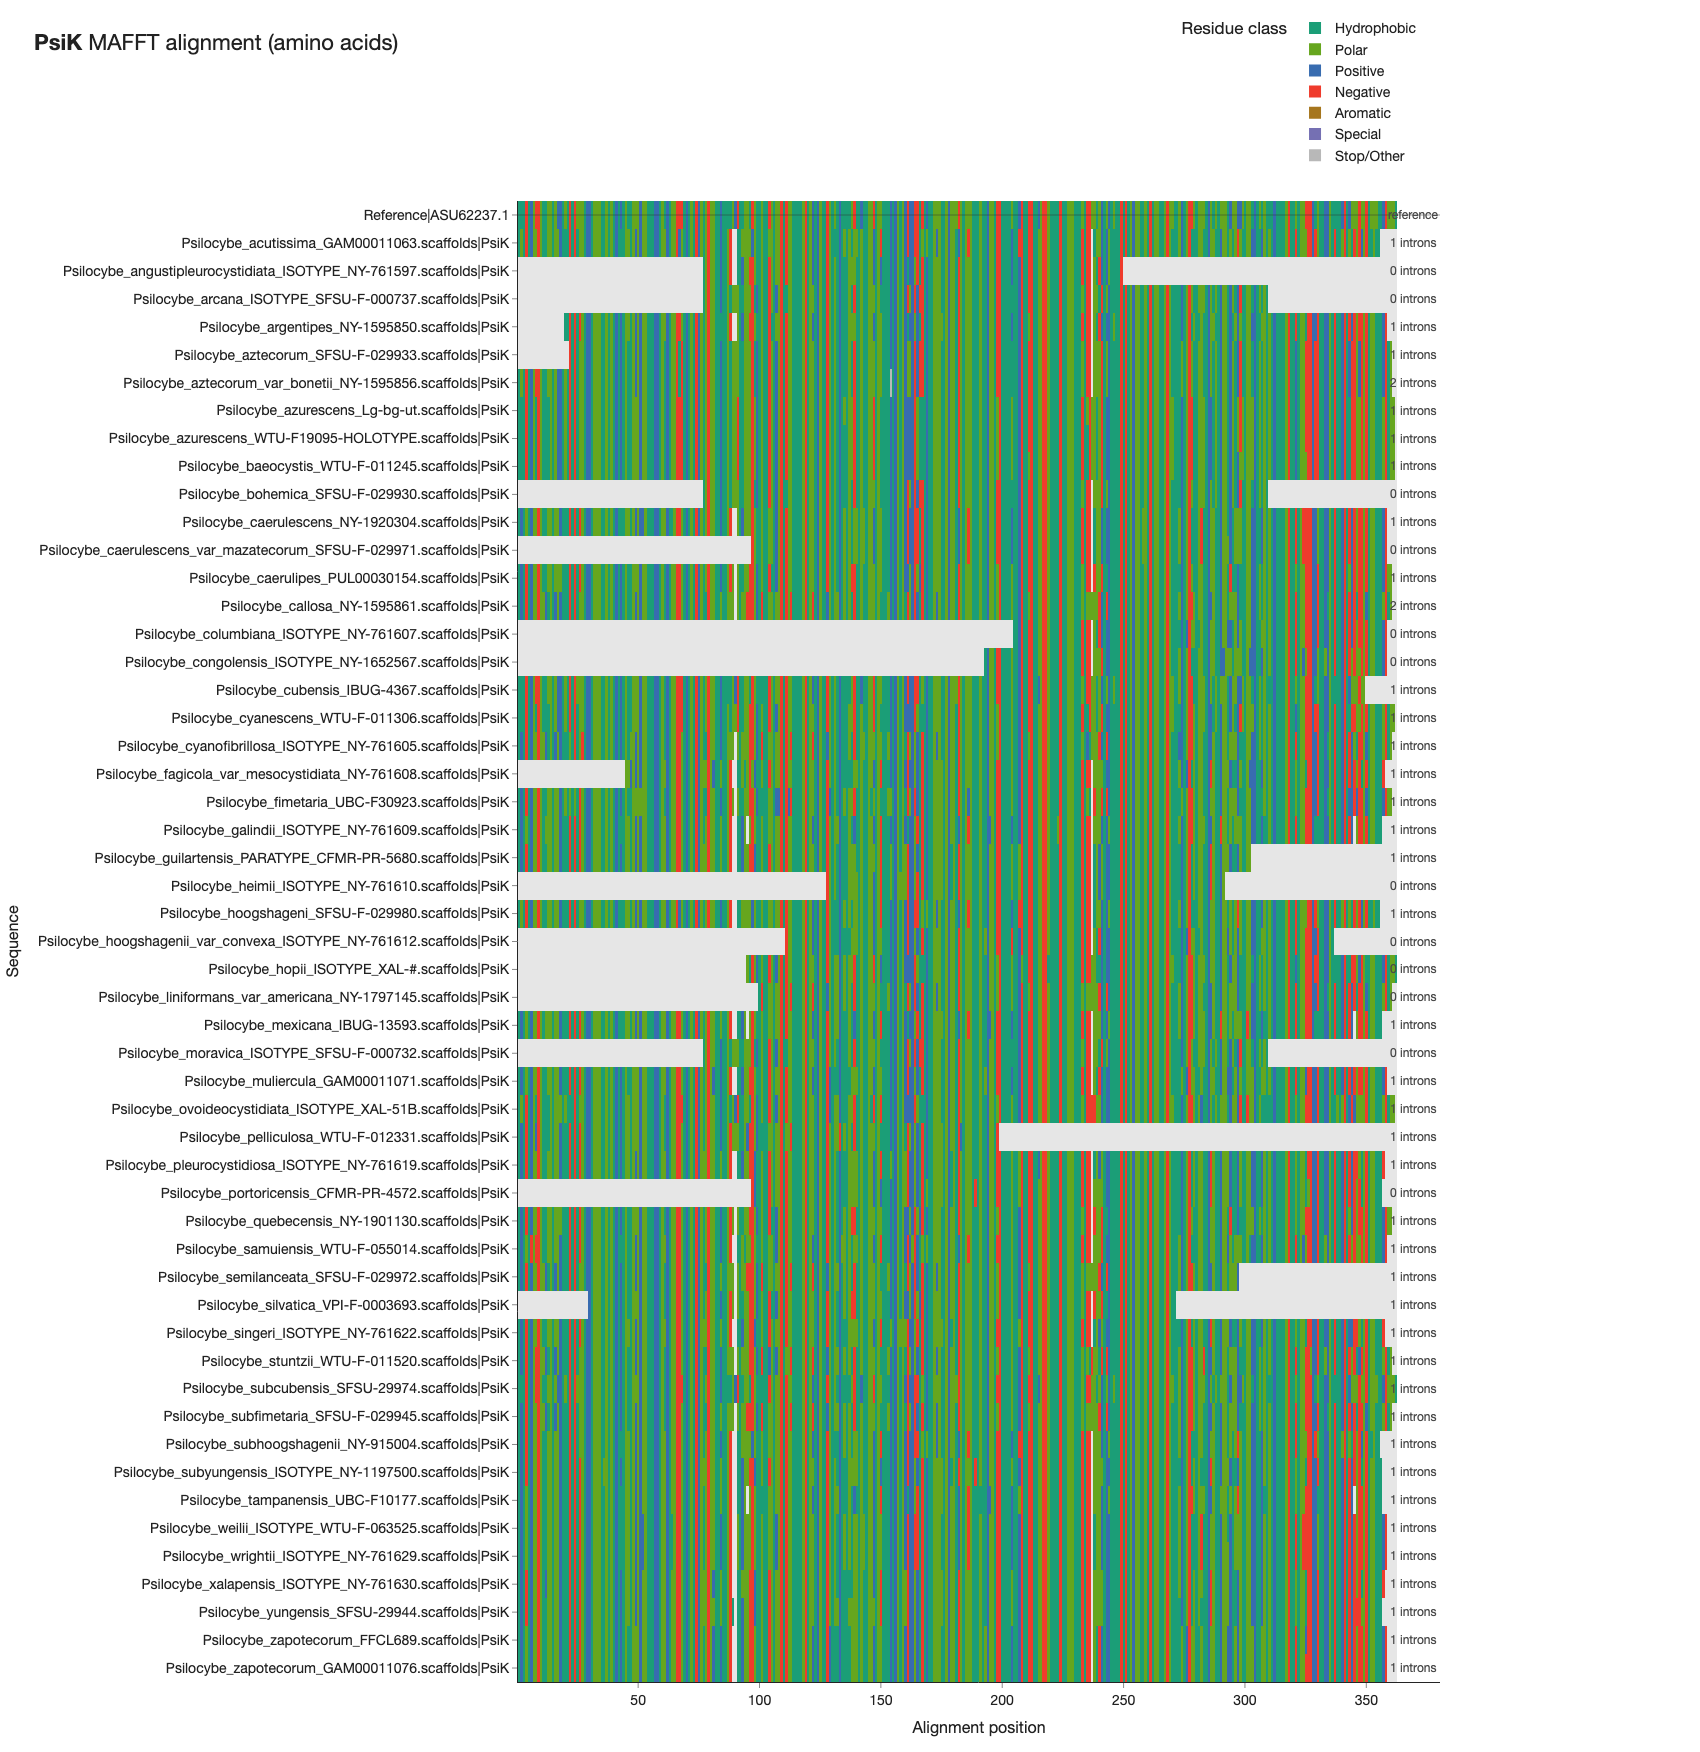 PsiK MAFFT alignment (amino acids)
Residue class
Hydrophobic
Polar
Positive
Negative
Aromatic
Special
Stop/Other
Sequence
Reference|ASU62237.1 reference
Psilocybe_acutissima_GAM00011063.scaffolds|PsiK 1 introns
Psilocybe_angustipleurocystidiata_ISOTYPE_NY-761597.scaffolds|PsiK 0 introns
Psilocybe_arcana_ISOTYPE_SFSU-F-000737.scaffolds|PsiK 0 introns
Psilocybe_argentipes_NY-1595850.scaffolds|PsiK 1 introns
Psilocybe_aztecorum_SFSU-F-029933.scaffolds|PsiK 1 introns
Psilocybe_aztecorum_var_bonetii_NY-1595856.scaffolds|PsiK 2 introns
Psilocybe_azurescens_Lg-bg-ut.scaffolds|PsiK 1 introns
Psilocybe_azurescens_WTU-F19095-HOLOTYPE.scaffolds|PsiK 1 introns
Psilocybe_baeocystis_WTU-F-011245.scaffolds|PsiK 1 introns
Psilocybe_bohemica_SFSU-F-029930.scaffolds|PsiK 0 introns
Psilocybe_caerulescens_NY-1920304.scaffolds|PsiK 1 introns
Psilocybe_caerulescens_var_mazatecorum_SFSU-F-029971.scaffolds|PsiK 0 introns
Psilocybe_caerulipes_PUL00030154.scaffolds|PsiK 1 introns
Psilocybe_callosa_NY-1595861.scaffolds|PsiK 2 introns
Psilocybe_columbiana_ISOTYPE_NY-761607.scaffolds|PsiK 0 introns
Psilocybe_congolensis_ISOTYPE_NY-1652567.scaffolds|PsiK 0 introns
Psilocybe_cubensis_IBUG-4367.scaffolds|PsiK 1 introns
Psilocybe_cyanescens_WTU-F-011306.scaffolds|PsiK 1 introns
Psilocybe_cyanofibrillosa_ISOTYPE_NY-761605.scaffolds|PsiK 1 introns
Psilocybe_fagicola_var_mesocystidiata_NY-761608.scaffolds|PsiK 1 introns
Psilocybe_fimetaria_UBC-F30923.scaffolds|PsiK 1 introns
Psilocybe_galindii_ISOTYPE_NY-761609.scaffolds|PsiK 1 introns
Psilocybe_guilartensis_PARATYPE_CFMR-PR-5680.scaffolds|PsiK 1 introns
Psilocybe_heimii_ISOTYPE_NY-761610.scaffolds|PsiK 0 introns
Psilocybe_hoogshageni_SFSU-F-029980.scaffolds|PsiK 1 introns
Psilocybe_hoogshagenii_var_convexa_ISOTYPE_NY-761612.scaffolds|PsiK 0 introns
Psilocybe_hopii_ISOTYPE_XAL-#.scaffolds|PsiK 0 introns
Psilocybe_liniformans_var_americana_NY-1797145.scaffolds|PsiK 0 introns
Psilocybe_mexicana_IBUG-13593.scaffolds|PsiK 1 introns
Psilocybe_moravica_ISOTYPE_SFSU-F-000732.scaffolds|PsiK 0 introns
Psilocybe_muliercula_GAM00011071.scaffolds|PsiK 1 introns
Psilocybe_ovoideocystidiata_ISOTYPE_XAL-51B.scaffolds|PsiK 1 introns
Psilocybe_pelliculosa_WTU-F-012331.scaffolds|PsiK 1 introns
Psilocybe_pleurocystidiosa_ISOTYPE_NY-761619.scaffolds|PsiK 1 introns
Psilocybe_portoricensis_CFMR-PR-4572.scaffolds|PsiK 0 introns
Psilocybe_quebecensis_NY-1901130.scaffolds|PsiK 1 introns
Psilocybe_samuiensis_WTU-F-055014.scaffolds|PsiK 1 introns
Psilocybe_semilanceata_SFSU-F-029972.scaffolds|PsiK 1 introns
Psilocybe_silvatica_VPI-F-0003693.scaffolds|PsiK 1 introns
Psilocybe_singeri_ISOTYPE_NY-761622.scaffolds|PsiK 1 introns
Psilocybe_stuntzii_WTU-F-011520.scaffolds|PsiK 1 introns
Psilocybe_subcubensis_SFSU-29974.scaffolds|PsiK 1 introns
Psilocybe_subfimetaria_SFSU-F-029945.scaffolds|PsiK 1 introns
Psilocybe_subhoogshagenii_NY-915004.scaffolds|PsiK 1 introns
Psilocybe_subyungensis_ISOTYPE_NY-1197500.scaffolds|PsiK 1 introns
Psilocybe_tampanensis_UBC-F10177.scaffolds|PsiK 1 introns
Psilocybe_weilii_ISOTYPE_WTU-F-063525.scaffolds|PsiK 1 introns
Psilocybe_wrightii_ISOTYPE_NY-761629.scaffolds|PsiK 1 introns
Psilocybe_xalapensis_ISOTYPE_NY-761630.scaffolds|PsiK 1 introns
Psilocybe_yungensis_SFSU-29944.scaffolds|PsiK 1 introns
Psilocybe_zapotecorum_FFCL689.scaffolds|PsiK 1 introns
Psilocybe_zapotecorum_GAM00011076.scaffolds|PsiK 1 introns
50 100 150 200 250 300 350
Alignment position